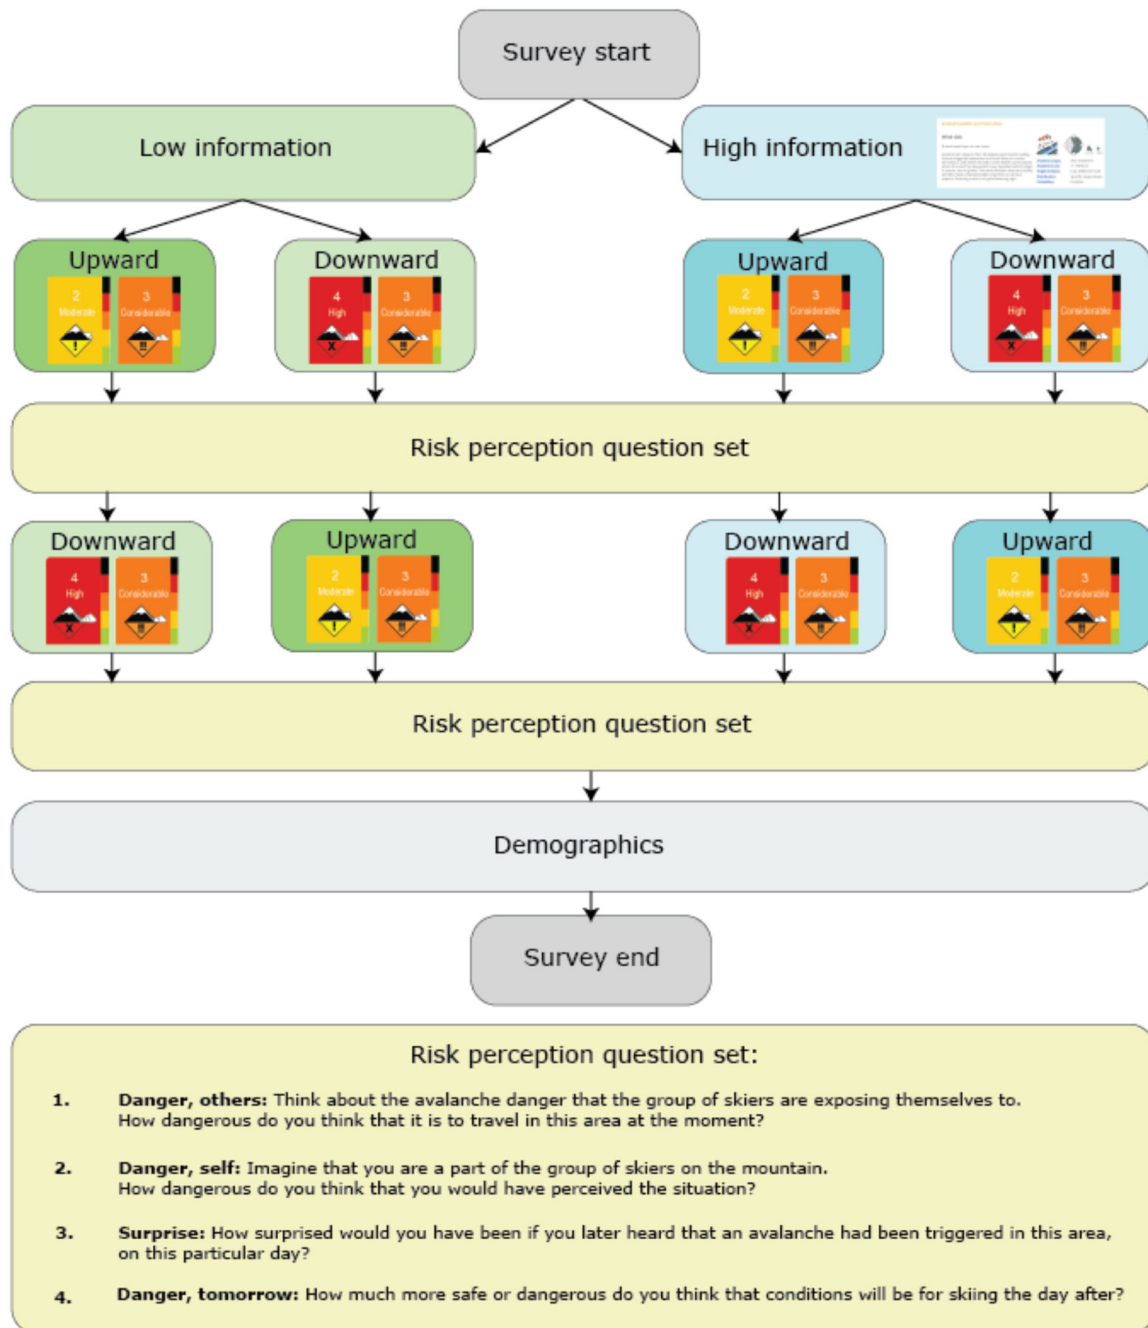 Survey start
Low information
High information
Upward
Downward
Upward
Downward
2
Moderate
!
3
Considerable
!!!
4
High
X
3
Considerable
!!!
2
Moderate
!
3
Considerable
!!!
4
High
X
3
Considerable
!!!
Risk perception question set
Downward
Upward
Downward
Upward
4
High
X
3
Considerable
!!!
2
Moderate
!
3
Considerable
!!!
4
High
X
3
Considerable
!!!
2
Moderate
!
3
Considerable
!!!
Risk perception question set
Demographics
Survey end
Risk perception question set:
1. Danger, others: Think about the avalanche danger that the group of skiers are exposing themselves to.
How dangerous do you think that it is to travel in this area at the moment?
2. Danger, self: Imagine that you are a part of the group of skiers on the mountain.
How dangerous do you think that you would have perceived the situation?
3. Surprise: How surprised would you have been if you later heard that an avalanche had been triggered in this area,
on this particular day?
4. Danger, tomorrow: How much more safe or dangerous do you think that conditions will be for skiing the day after?